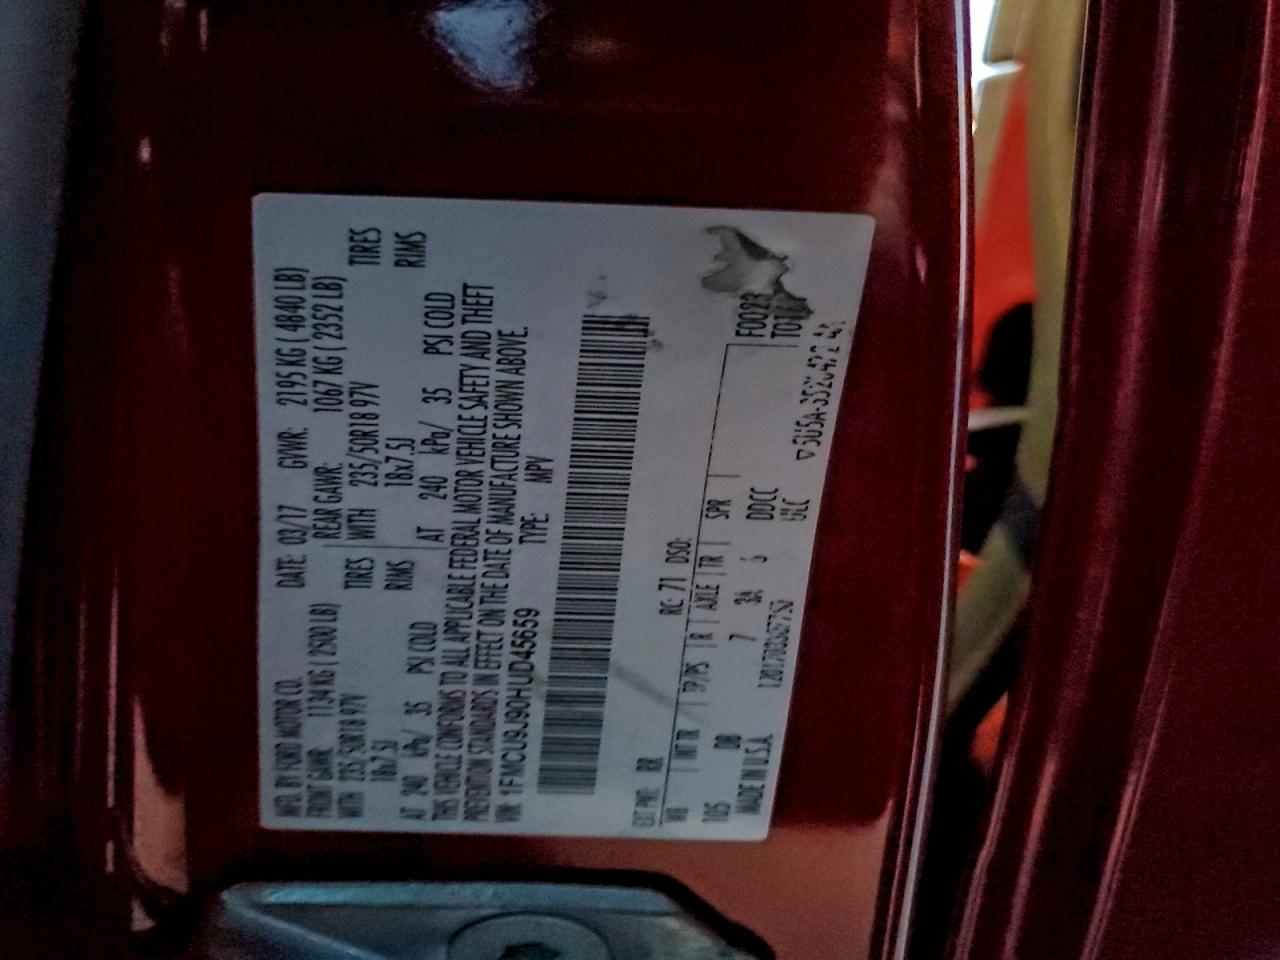 MFD. BY FORD MOTOR CO. DATE: 03/17 GVWR: 2195 KG ( 4840 LB)
FRONT GAWR: 1134 KG ( 2500 LB) REAR GAWR: 1067 KG ( 2352 LB)
WITH 235/50R18 97V TIRES WITH 235/50R18 97V TIRES
18x7.5J RIMS 18x7.5J RIMS
AT 240 kPa/ 35 PSI COLD AT 240 kPa/ 35 PSI COLD
THIS VEHICLE CONFORMS TO ALL APPLICABLE FEDERAL MOTOR VEHICLE SAFETY AND THEFT
PREVENTION STANDARDS IN EFFECT ON THE DATE OF MANUFACTURE SHOWN ABOVE.
VIN: 1FMCU9J90HUD45659 TYPE: MPV
EXT PNT: RR RC: 71 DSO:
WB INT TR TP/PS R AXLE TR SPR F0023
105 DB 7 3A 6 DDCC
MADE IN U.S.A.